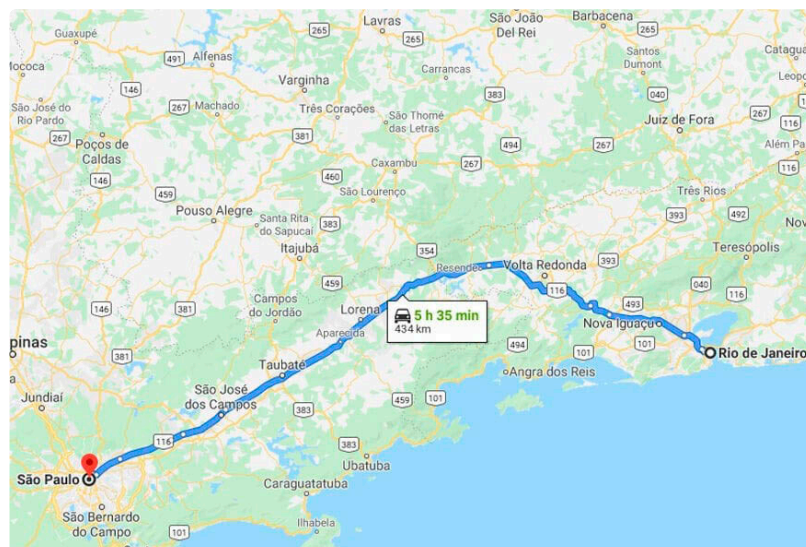 Guaxupé
265
Lavras
265
São João
Del Rei
Barbacena
265
Catagua
Mococa
491
Alfenas
Varginha
Carrancas
Santos
Dumont
Leopo
146
São José do
Rio Pardo
267
Machado
Três Corações
São Thomé
das Letras
383
040
116
267
Poços de
Caldas
381
494
Juiz de Fora
267
Além Pa
116
146
Caxambu
267
459
460
São Lourenço
Três Rios
Pouso Alegre
Santa Rita
do Sapucaí
383
393
492
Nov
Itajubá
354
Teresópolis
Resende
Volta Redonda
393
459
116
040
116
146
Campos
do Jordão
Lorena
5 h 35 min
434 km
493
Nova Iguaçu
pinas
381
Aparecida
494
101
101
Rio de Janeiro
Taubaté
Angra dos Reis
Jundiaí
São José
dos Campos
459
101
383
116
383
São Paulo
Ubatuba
Caraguatatuba
São Bernardo
do Campo
101
Ilhabela